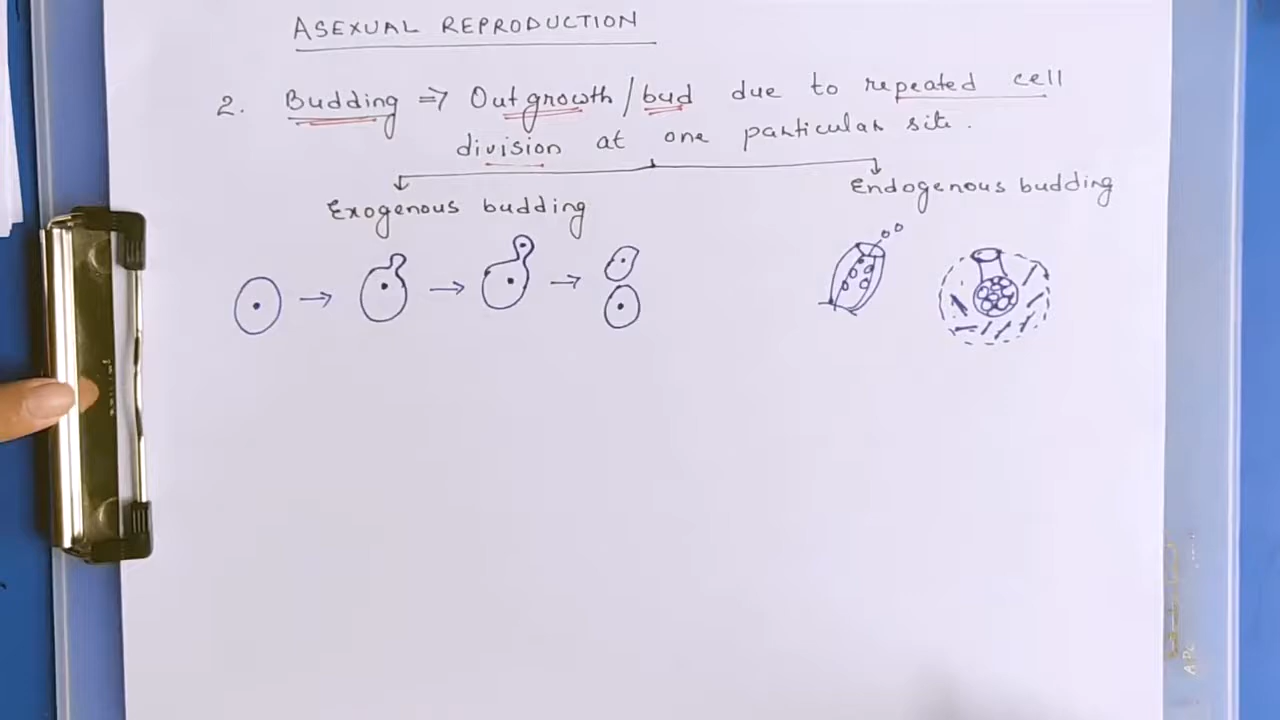 ASEXUAL REPRODUCTION
2. Budding ⇒ Outgrowth / bud due to repeated cell
division at one particular site.
Exogenous budding
Endogenous budding